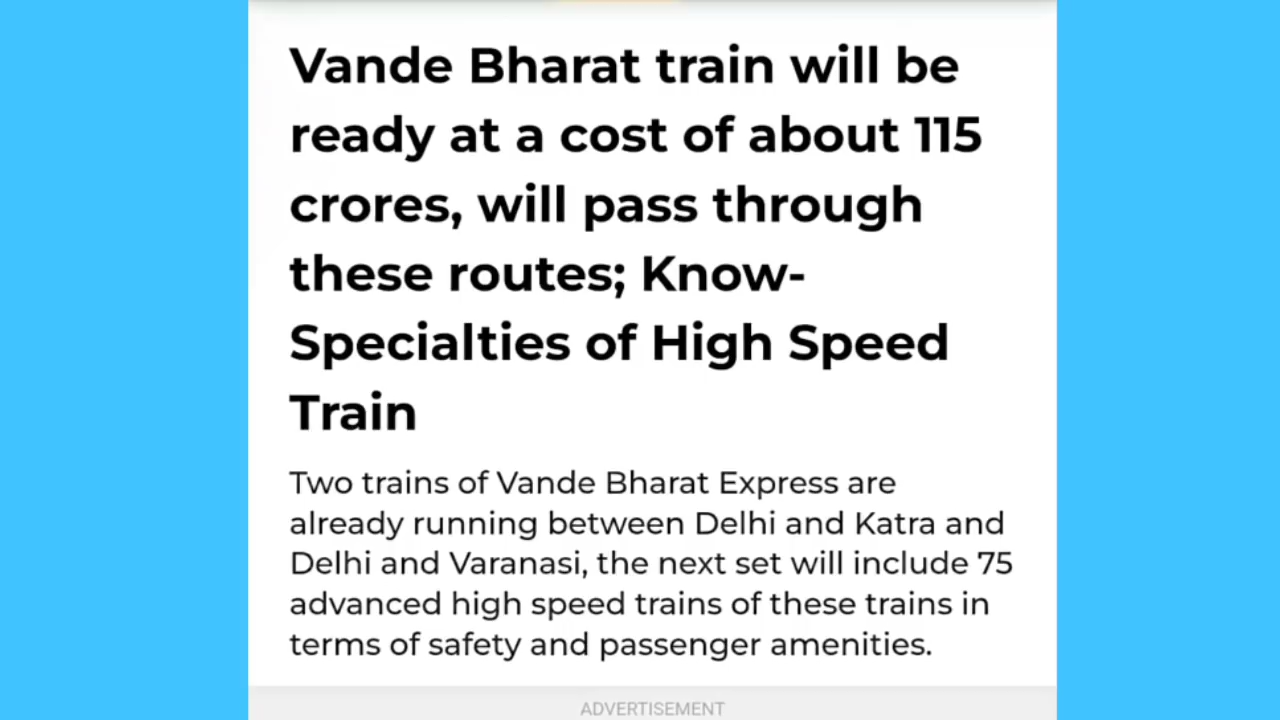 Vande Bharat train will be
ready at a cost of about 115
crores, will pass through
these routes; Know-
Specialties of High Speed
Train
Two trains of Vande Bharat Express are
already running between Delhi and Katra and
Delhi and Varanasi, the next set will include 75
advanced high speed trains of these trains in
terms of safety and passenger amenities.
ADVERTISEMENT